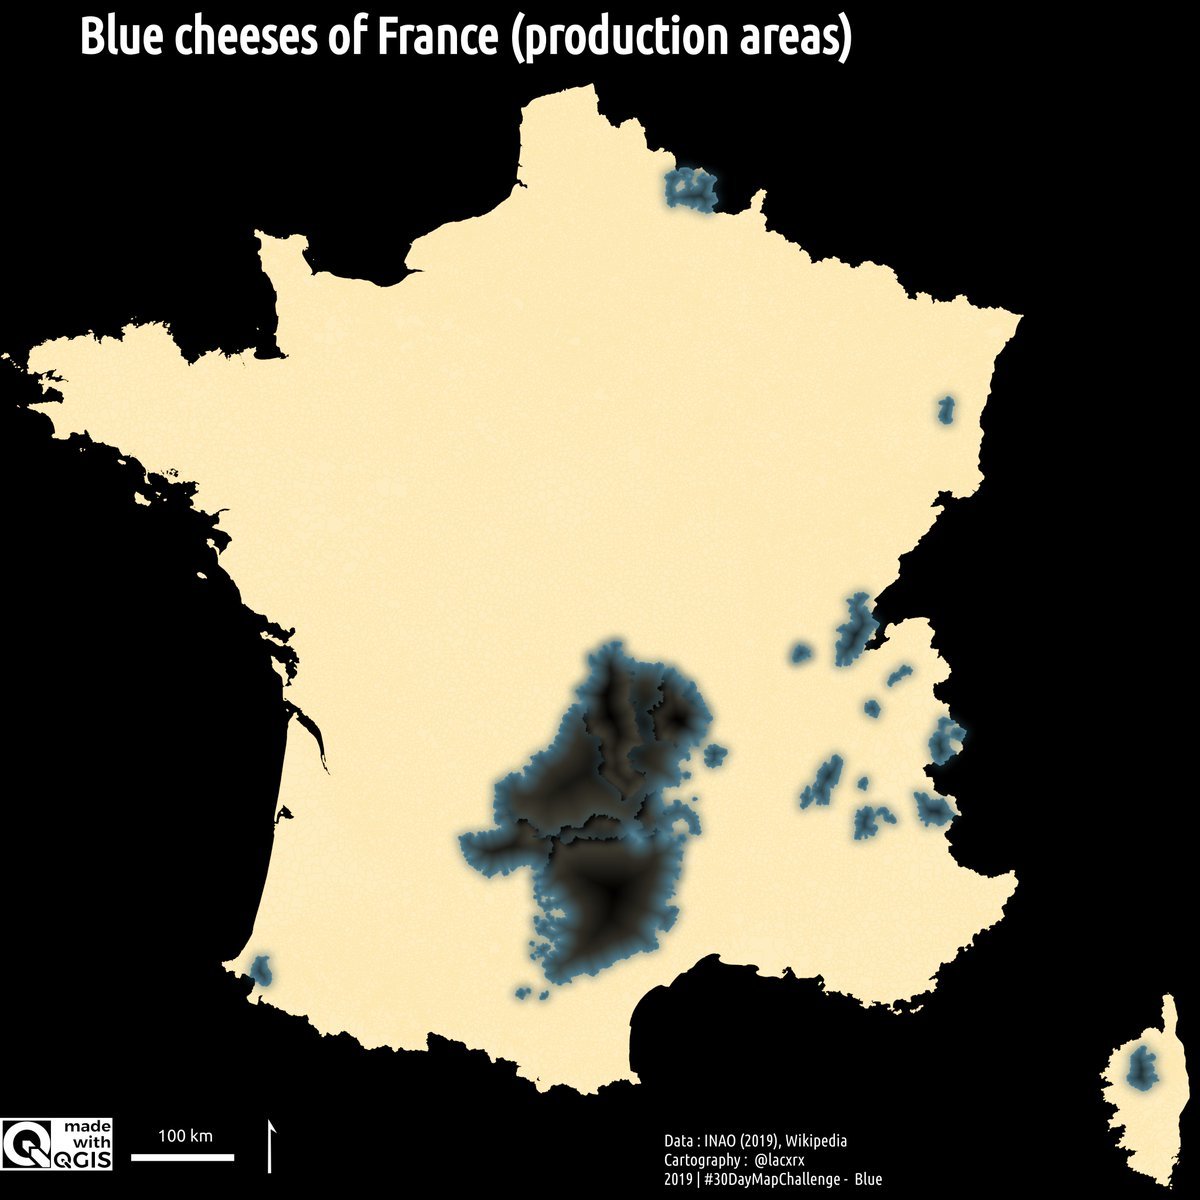 Blue cheeses of France (production areas)
made
with
QGIS
100 km
Data : INAO (2019), Wikipedia
Cartography : @lacxrx
2019 | #30DayMapChallenge - Blue